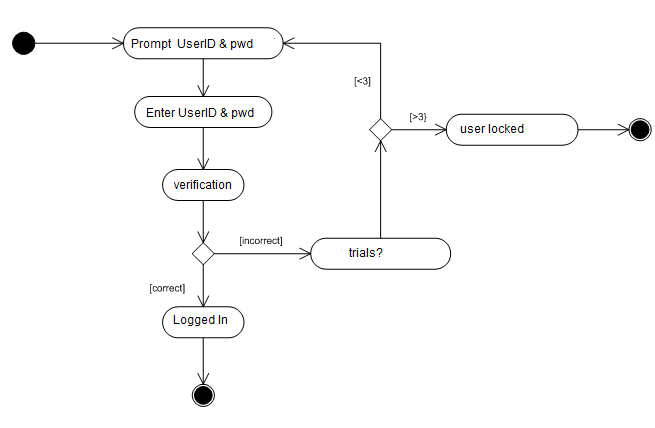 Prompt UserID & pwd
[<3]
Enter UserID & pwd
[>3}
user locked
verification
[incorrect]
trials?
[correct]
Logged In